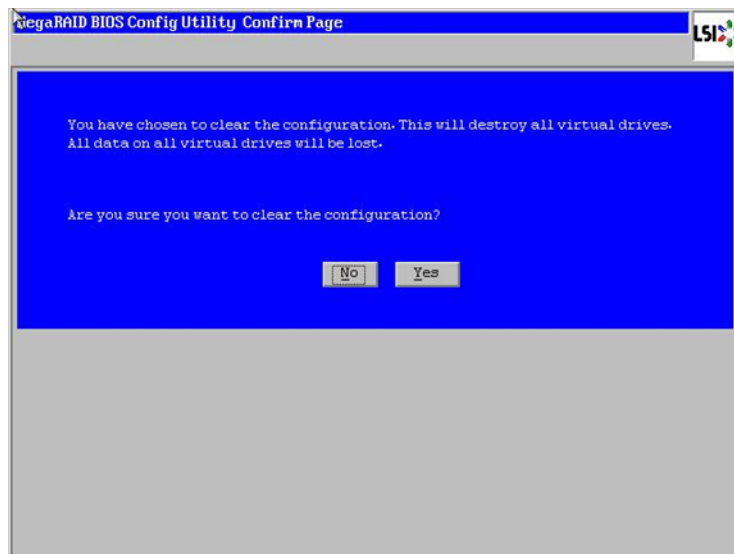 MegaRAID BIOS Config Utility Confirm Page
LSI
You have chosen to clear the configuration. This will destroy all virtual drives.
All data on all virtual drives will be lost.
Are you sure you want to clear the configuration?
No Yes